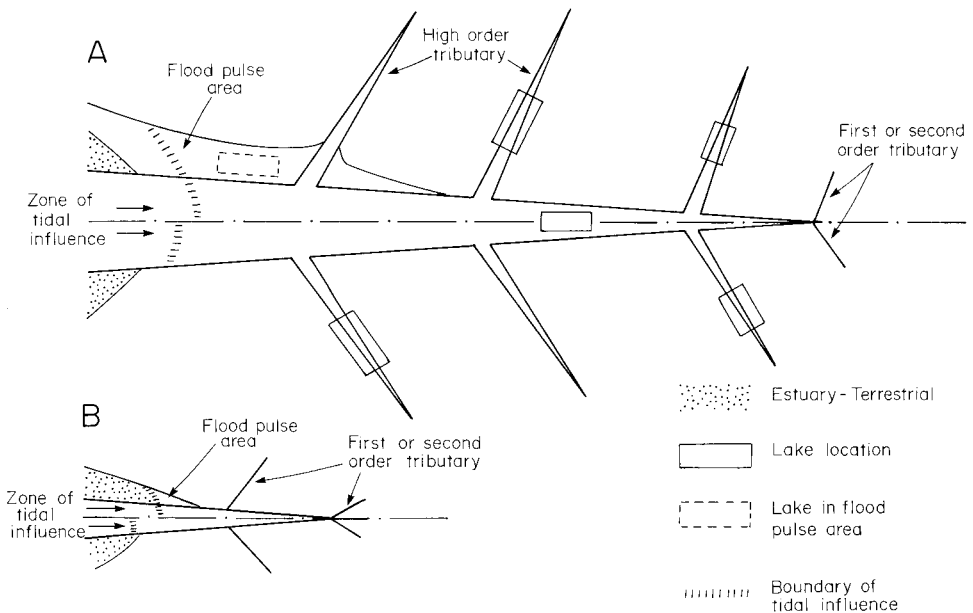 A
Flood pulse
area
High order
tributary
First or second
order tributary
Zone of
tidal
influence
B
Flood pulse
area
First or second
order tributary
Zone of
tidal
influence
Estuary-Terrestrial
Lake location
Lake in flood
pulse area
Boundary of
tidal influence